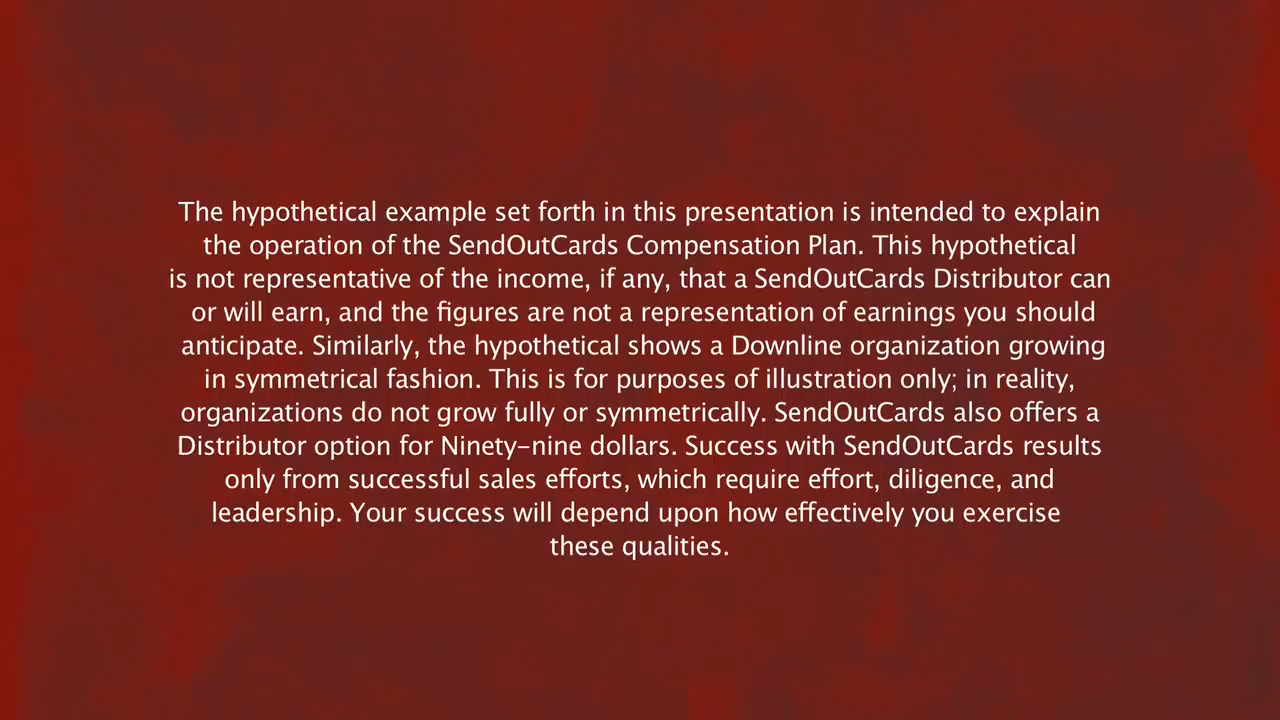 The hypothetical example set forth in this presentation is intended to explain
the operation of the SendOutCards Compensation Plan. This hypothetical
is not representative of the income, if any, that a SendOutCards Distributor can
or will earn, and the figures are not a representation of earnings you should
anticipate. Similarly, the hypothetical shows a Downline organization growing
in symmetrical fashion. This is for purposes of illustration only; in reality,
organizations do not grow fully or symmetrically. SendOutCards also offers a
Distributor option for Ninety-nine dollars. Success with SendOutCards results
only from successful sales efforts, which require effort, diligence, and
leadership. Your success will depend upon how effectively you exercise
these qualities.